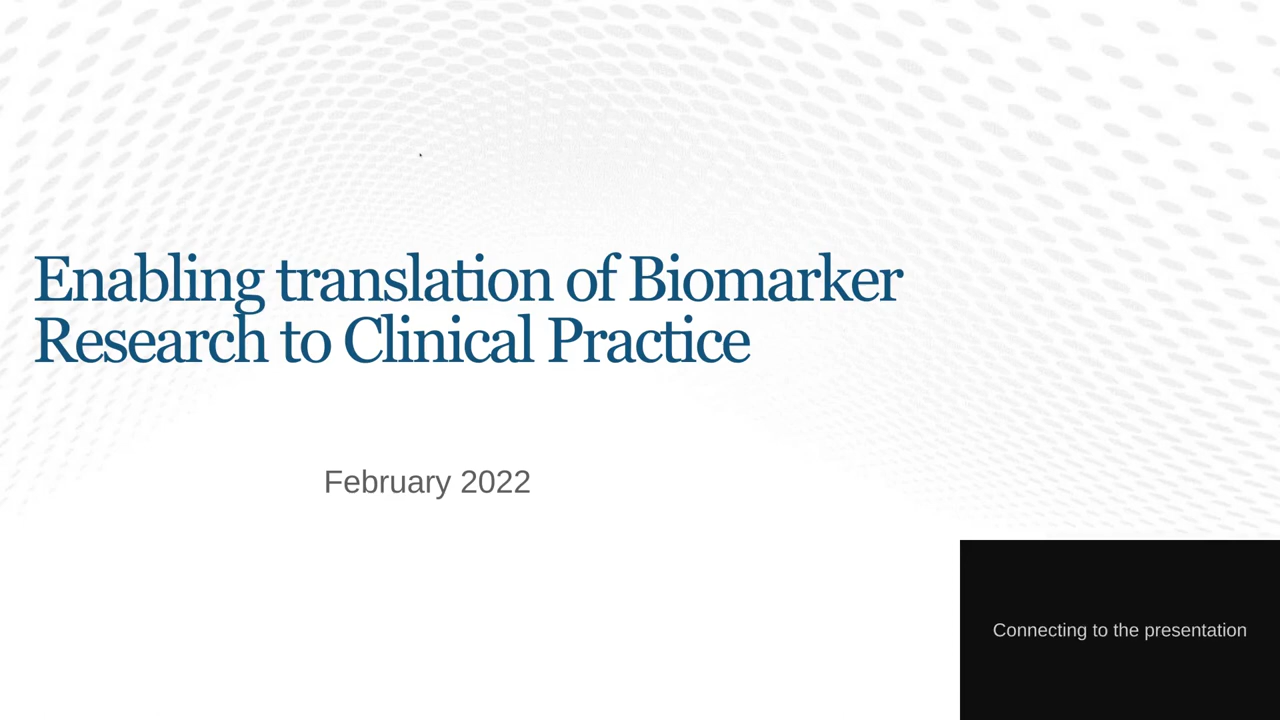 Enabling translation of Biomarker
Research to Clinical Practice
February 2022
Connecting to the presentation